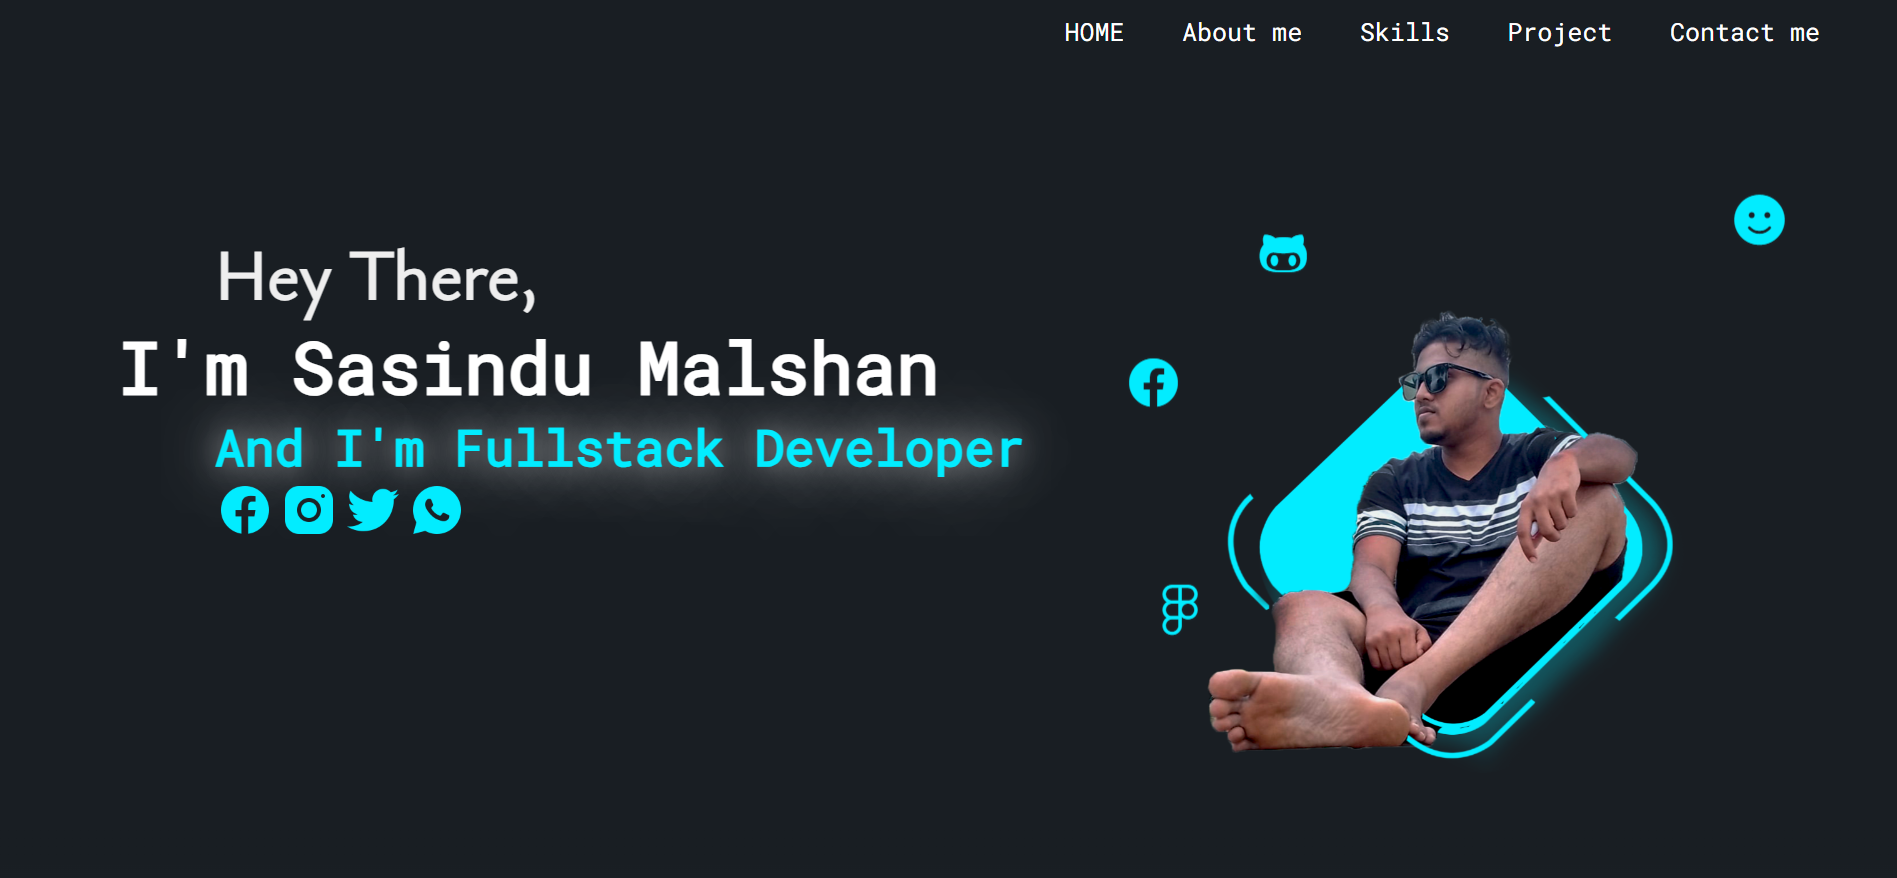 HOME About me Skills Project Contact me
Hey There,
I'm Sasindu Malshan
And I'm Fullstack Developer